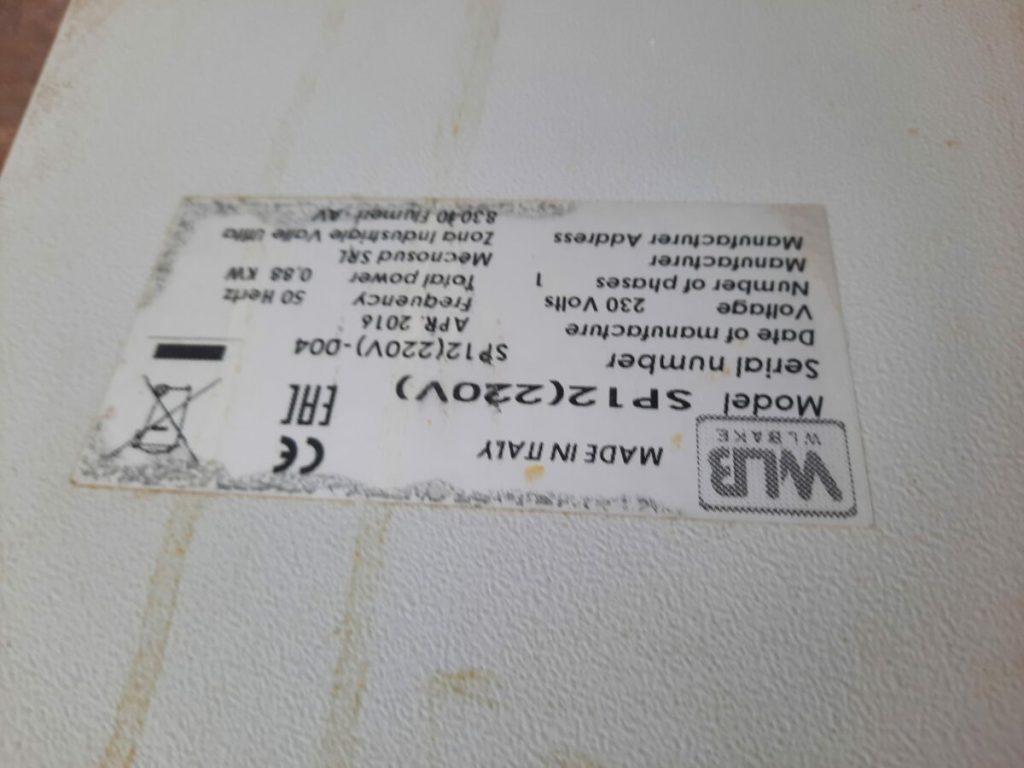 WLB
WLBAKE
MADE IN ITALY
CE
EAC
Model SP12(220V)
Serial number SP12(220V)-004
Date of manufacture APR. 2016
Voltage 230 Volts Frequency 50 Hertz
Number of phases 1 Total power 0,88 KW
Manufacturer Mecnosud SRL
Manufacturer Address Zona Industriale Valle Ufita
83040 Flumeri - AV